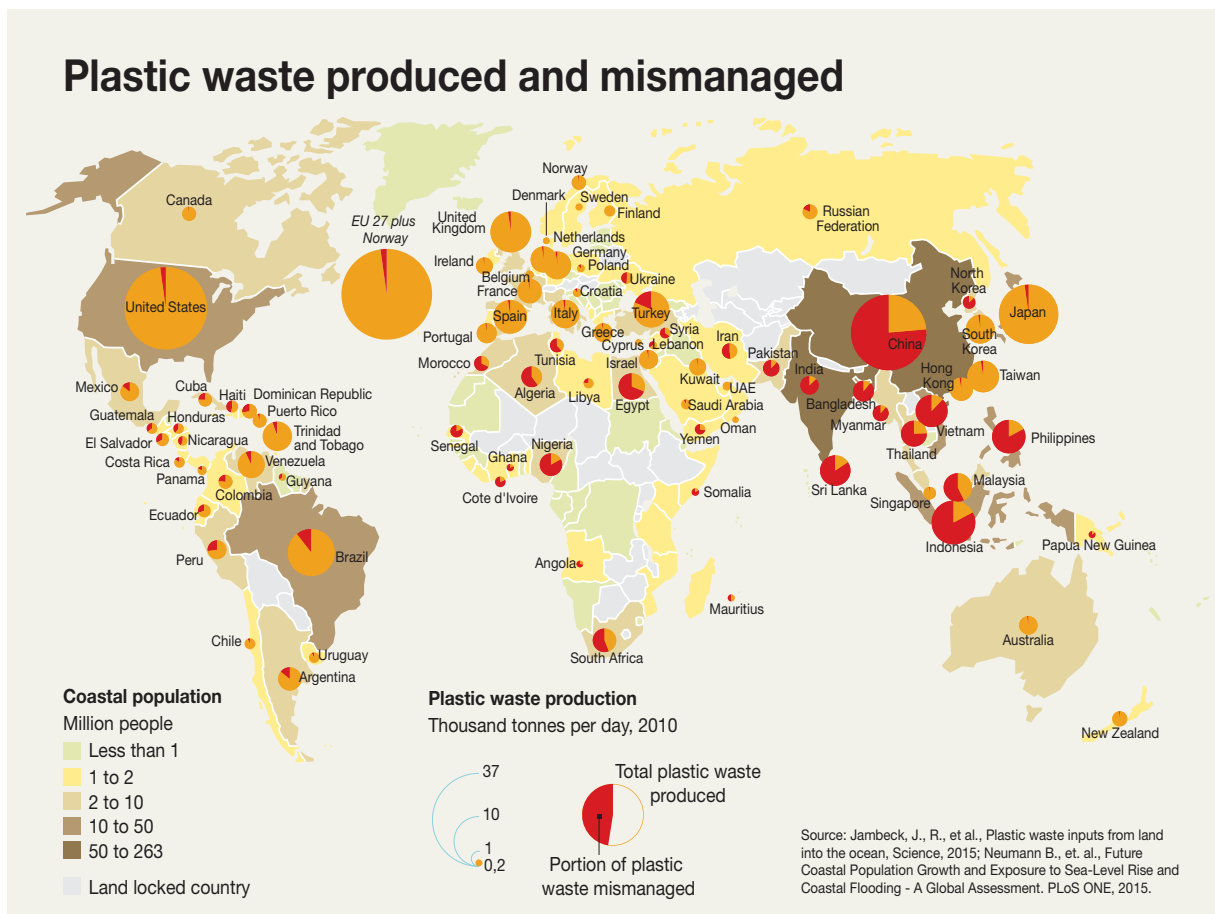 Plastic waste produced and mismanaged
Canada
United States
EU 27 plus
Norway
Norway
Denmark
Sweden
Finland
United
Kingdom
Netherlands
Germany
Poland
Ireland
Belgium
France
Croatia
Ukraine
Russian
Federation
Spain
Italy
Turkey
Portugal
Greece
Cyprus
Syria
Lebanon
Iran
Morocco
Tunisia
Israel
Algeria
Libya
Egypt
Kuwait
UAE
Saudi Arabia
Oman
Yemen
Pakistan
India
Bangladesh
Myanmar
China
North
Korea
South
Korea
Japan
Hong
Kong
Taiwan
Vietnam
Thailand
Philippines
Sri Lanka
Singapore
Malaysia
Indonesia
Papua New Guinea
Mexico
Cuba
Haiti
Dominican Republic
Puerto Rico
Guatemala
Honduras
Trinidad
and Tobago
El Salvador
Nicaragua
Costa Rica
Venezuela
Panama
Guyana
Colombia
Ecuador
Peru
Brazil
Senegal
Ghana
Nigeria
Cote d'Ivoire
Somalia
Angola
Mauritius
South Africa
Chile
Uruguay
Argentina
Australia
New Zealand
Coastal population
Million people
Less than 1
1 to 2
2 to 10
10 to 50
50 to 263
Land locked country
Plastic waste production
Thousand tonnes per day, 2010
37
10
1
0,2
Total plastic waste
produced
Portion of plastic
waste mismanaged
Source: Jambeck, J., R., et al., Plastic waste inputs from land
into the ocean, Science, 2015; Neumann B., et. al., Future
Coastal Population Growth and Exposure to Sea-Level Rise and
Coastal Flooding - A Global Assessment. PLoS ONE, 2015.